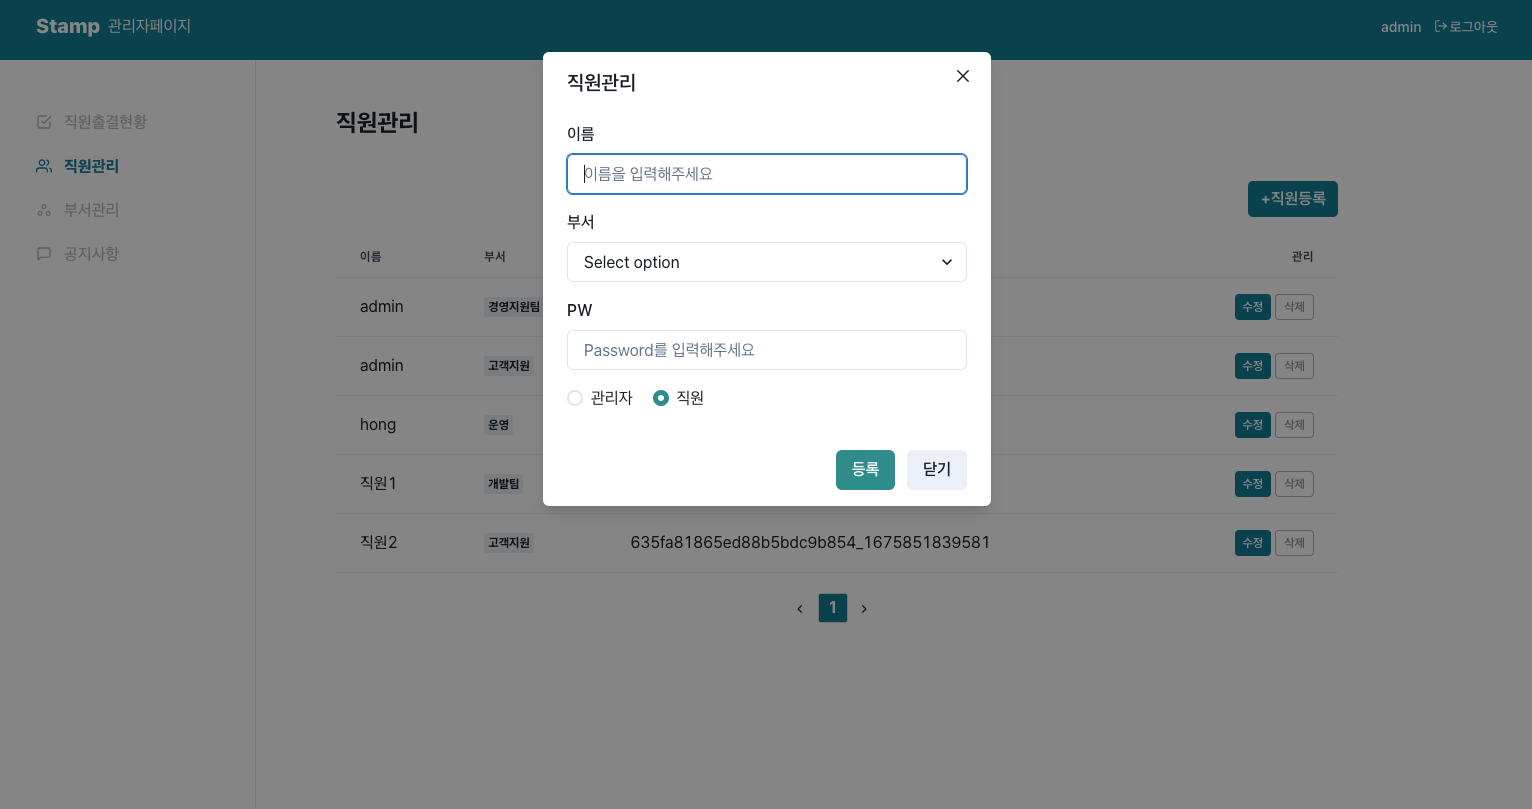 Stamp 관리자페이지
admin 로그아웃
직원출결현황
직원관리
부서관리
공지사항
직원관리
+직원등록
이름 부서 관리
admin 경영지원팀 수정 삭제
admin 고객지원 수정 삭제
hong 운영 수정 삭제
직원1 개발팀 수정 삭제
직원2 고객지원 635fa81865ed88b5bdc9b854_1675851839581 수정 삭제
1
직원관리
이름
이름을 입력해주세요
부서
Select option
PW
Password를 입력해주세요
관리자 직원
등록 닫기